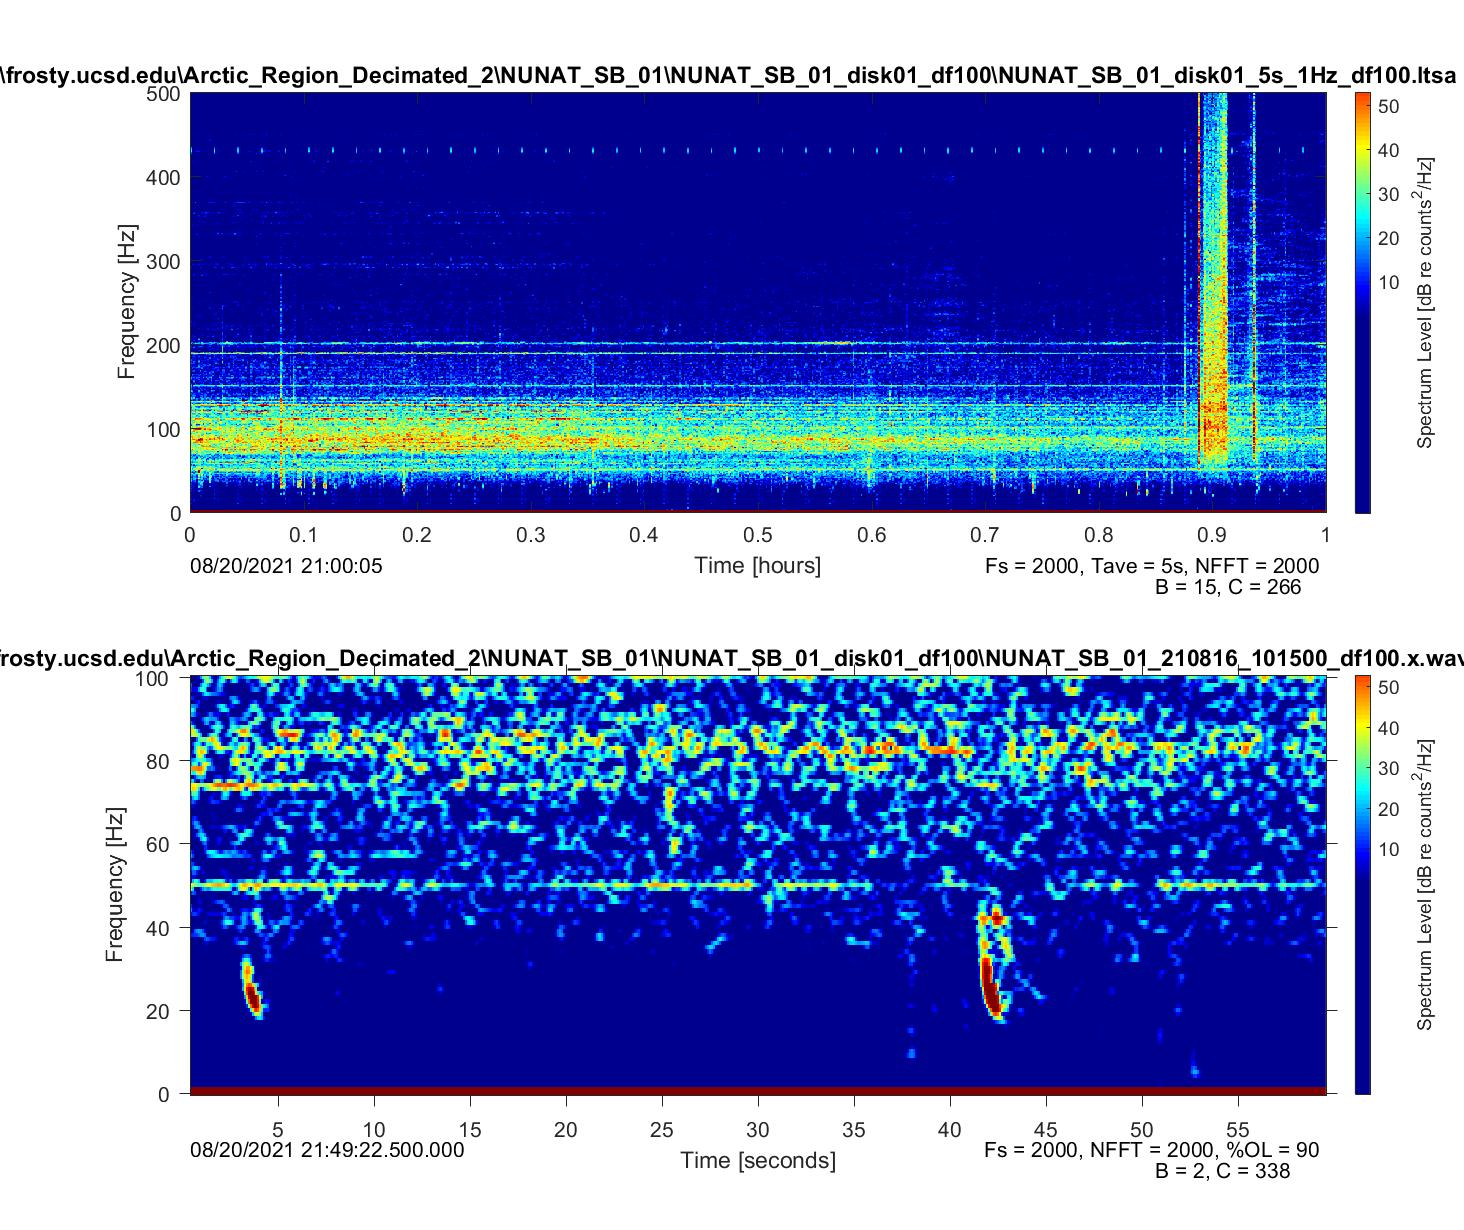 \frosty.ucsd.edu\Arctic_Region_Decimated_2\NUNAT_SB_01\NUNAT_SB_01_disk01_df100\NUNAT_SB_01_disk01_5s_1Hz_df100.ltsa
500
400
300
200
100
0
Frequency [Hz]
0 0.1 0.2 0.3 0.4 0.5 0.6 0.7 0.8 0.9 1
08/20/2021 21:00:05
Time [hours]
Fs = 2000, Tave = 5s, NFFT = 2000
B = 15, C = 266
50
40
30
20
10
Spectrum Level [dB re counts²/Hz]
frosty.ucsd.edu\Arctic_Region_Decimated_2\NUNAT_SB_01\NUNAT_SB_01_disk01_df100\NUNAT_SB_01_210816_101500_df100.x.wav
100
80
60
40
20
0
Frequency [Hz]
5 10 15 20 25 30 35 40 45 50 55
08/20/2021 21:49:22.500.000
Time [seconds]
Fs = 2000, NFFT = 2000, %OL = 90
B = 2, C = 338
50
40
30
20
10
Spectrum Level [dB re counts²/Hz]